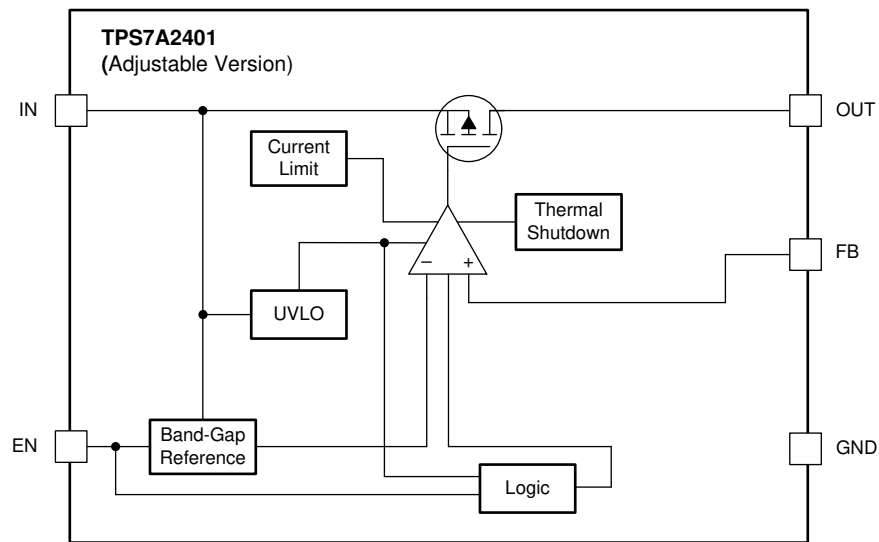 TPS7A2401
(Adjustable Version)
IN
OUT
Current
Limit
Thermal
Shutdown
− +
FB
UVLO
EN
Band-Gap
Reference
GND
Logic